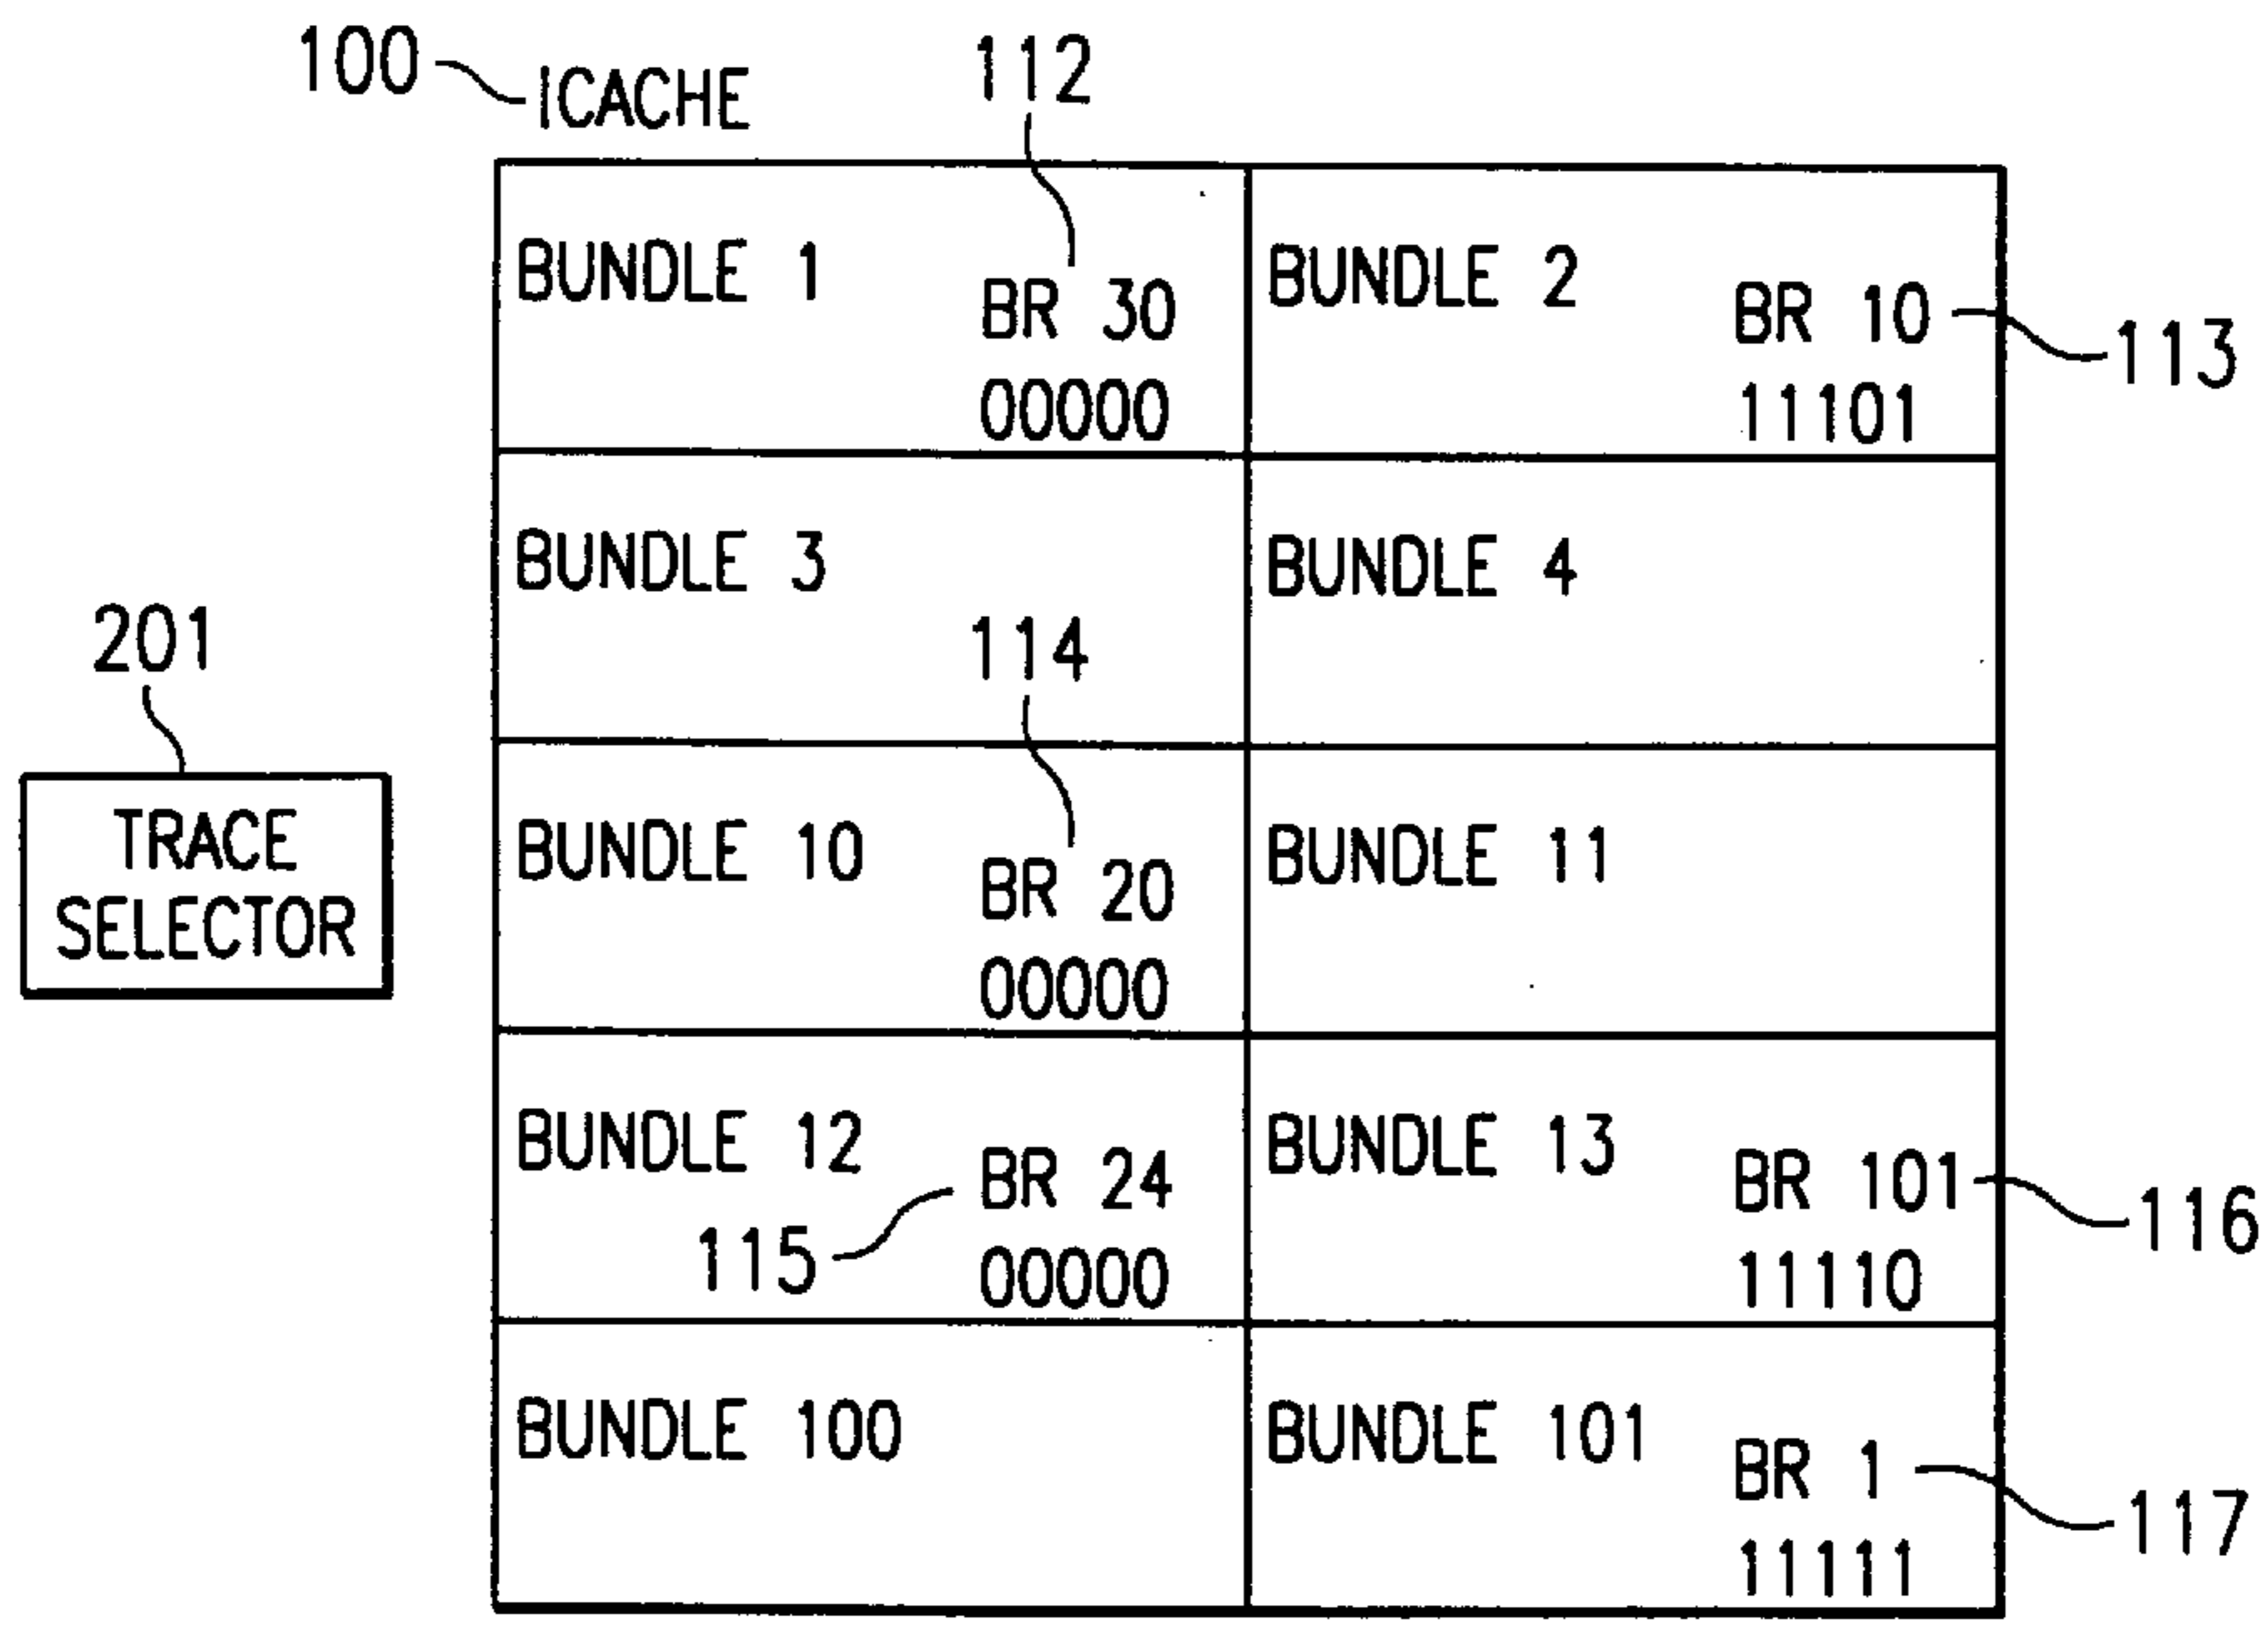 100
ICACHE
112
BUNDLE 1
BR 30
00000
BUNDLE 2
BR 10
11101
113
BUNDLE 3
BUNDLE 4
114
201
TRACE
SELECTOR
BUNDLE 10
BR 20
00000
BUNDLE 11
BUNDLE 12
BR 24
115
00000
BUNDLE 13
BR 101
11110
116
BUNDLE 100
BUNDLE 101
BR 1
11111
117